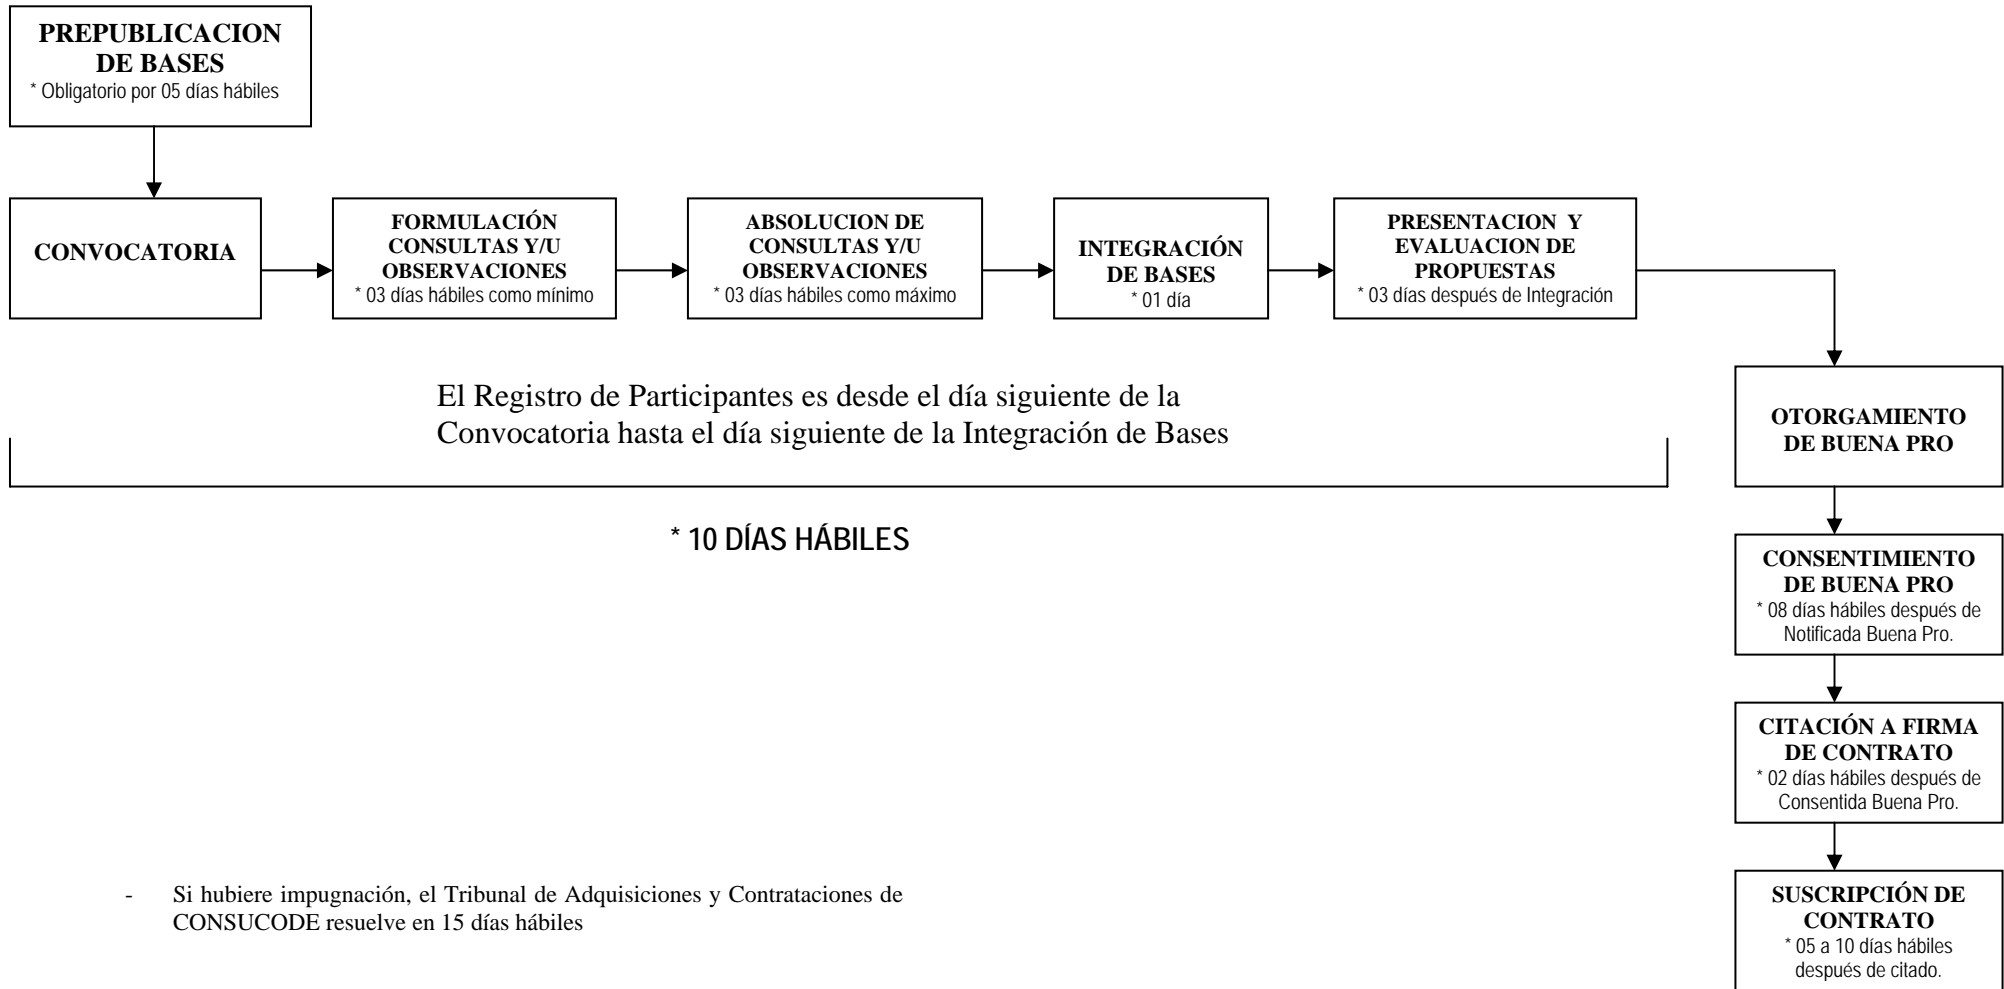 PREPUBLICACION
DE BASES
* Obligatorio por 05 días hábiles
CONVOCATORIA
FORMULACIÓN
CONSULTAS Y/U
OBSERVACIONES
* 03 días hábiles como mínimo
ABSOLUCION DE
CONSULTAS Y/U
OBSERVACIONES
* 03 días hábiles como máximo
INTEGRACIÓN
DE BASES
* 01 día
PRESENTACION Y
EVALUACION DE
PROPUESTAS
* 03 días después de Integración
El Registro de Participantes es desde el día siguiente de la
Convocatoria hasta el día siguiente de la Integración de Bases
* 10 DÍAS HÁBILES
OTORGAMIENTO
DE BUENA PRO
CONSENTIMIENTO
DE BUENA PRO
* 08 días hábiles después de
Notificada Buena Pro.
CITACIÓN A FIRMA
DE CONTRATO
* 02 días hábiles después de
Consentida Buena Pro.
SUSCRIPCIÓN DE
CONTRATO
* 05 a 10 días hábiles
después de citado.
- Si hubiere impugnación, el Tribunal de Adquisiciones y Contrataciones de
CONSUCODE resuelve en 15 días hábiles